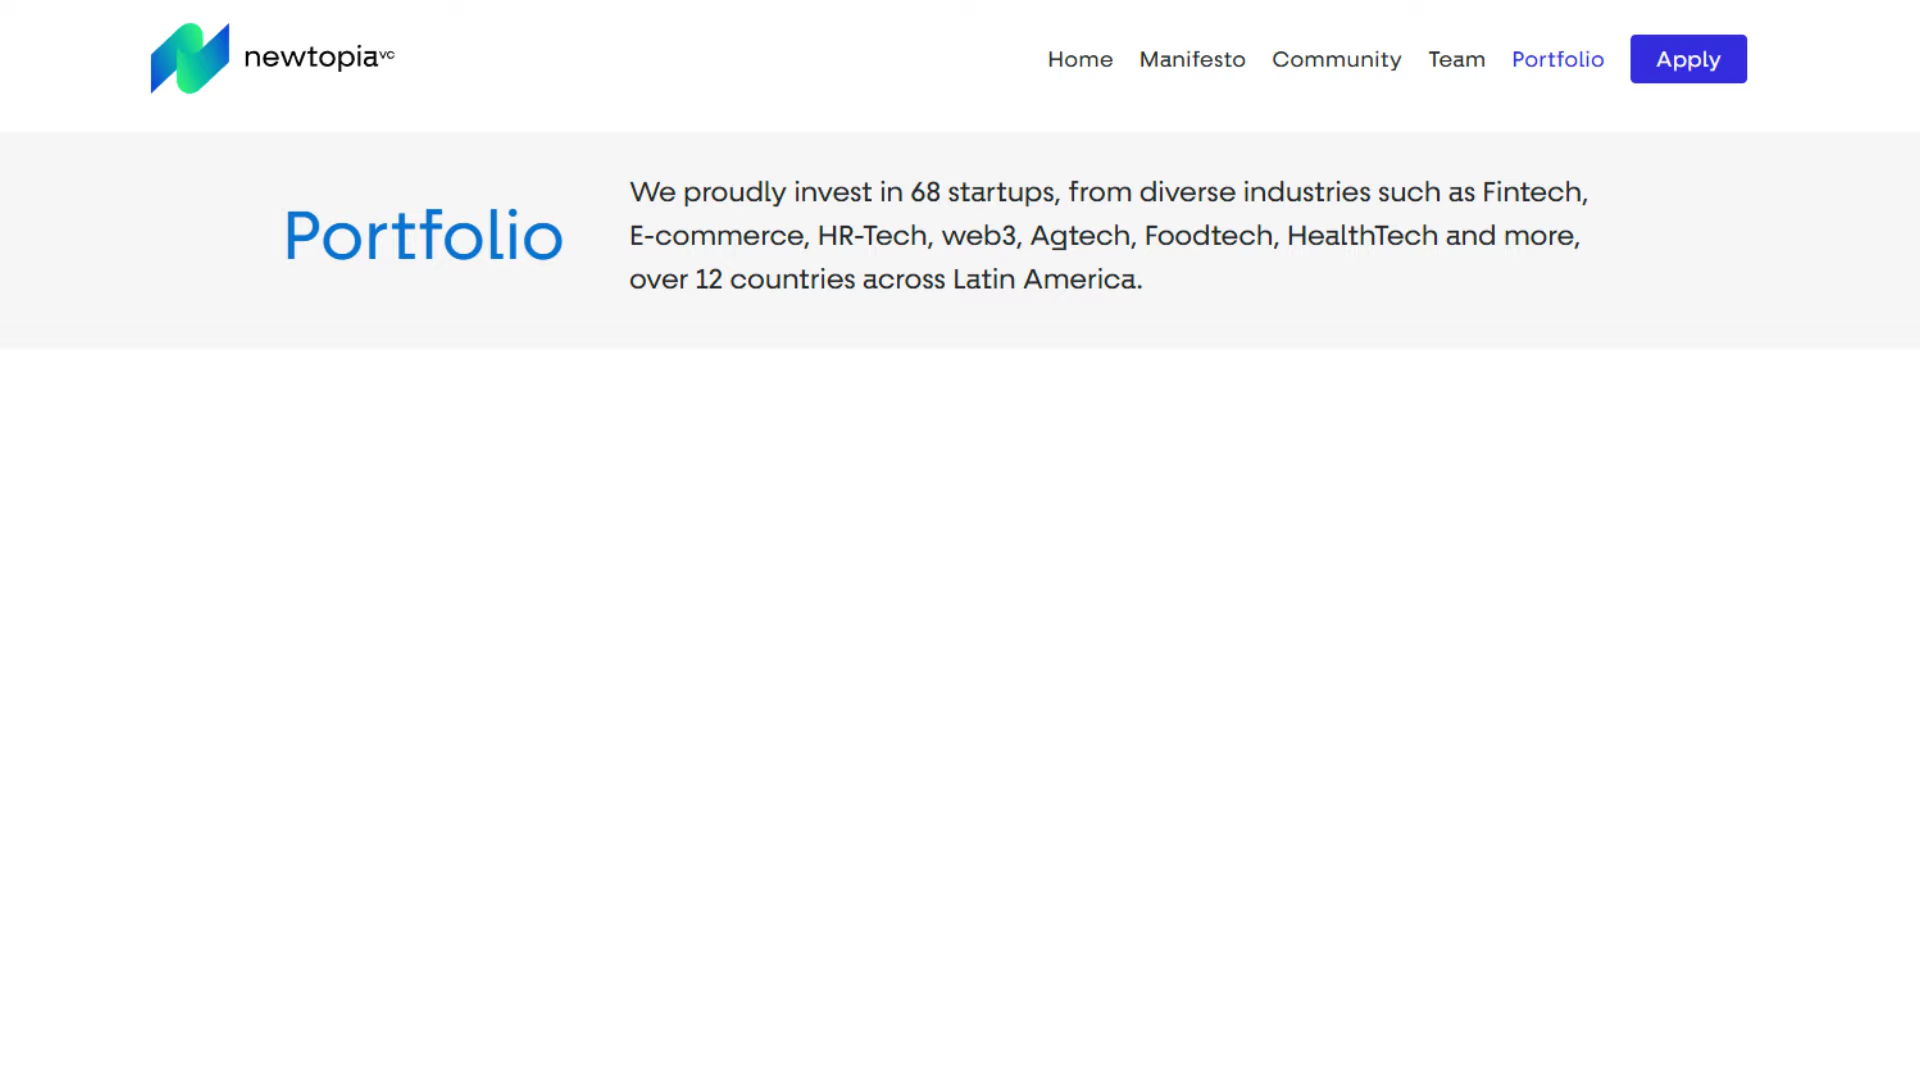 newtopia vc
Home Manifesto Community Team Portfolio Apply
Portfolio
We proudly invest in 68 startups, from diverse industries such as Fintech,
E-commerce, HR-Tech, web3, Agtech, Foodtech, HealthTech and more,
over 12 countries across Latin America.